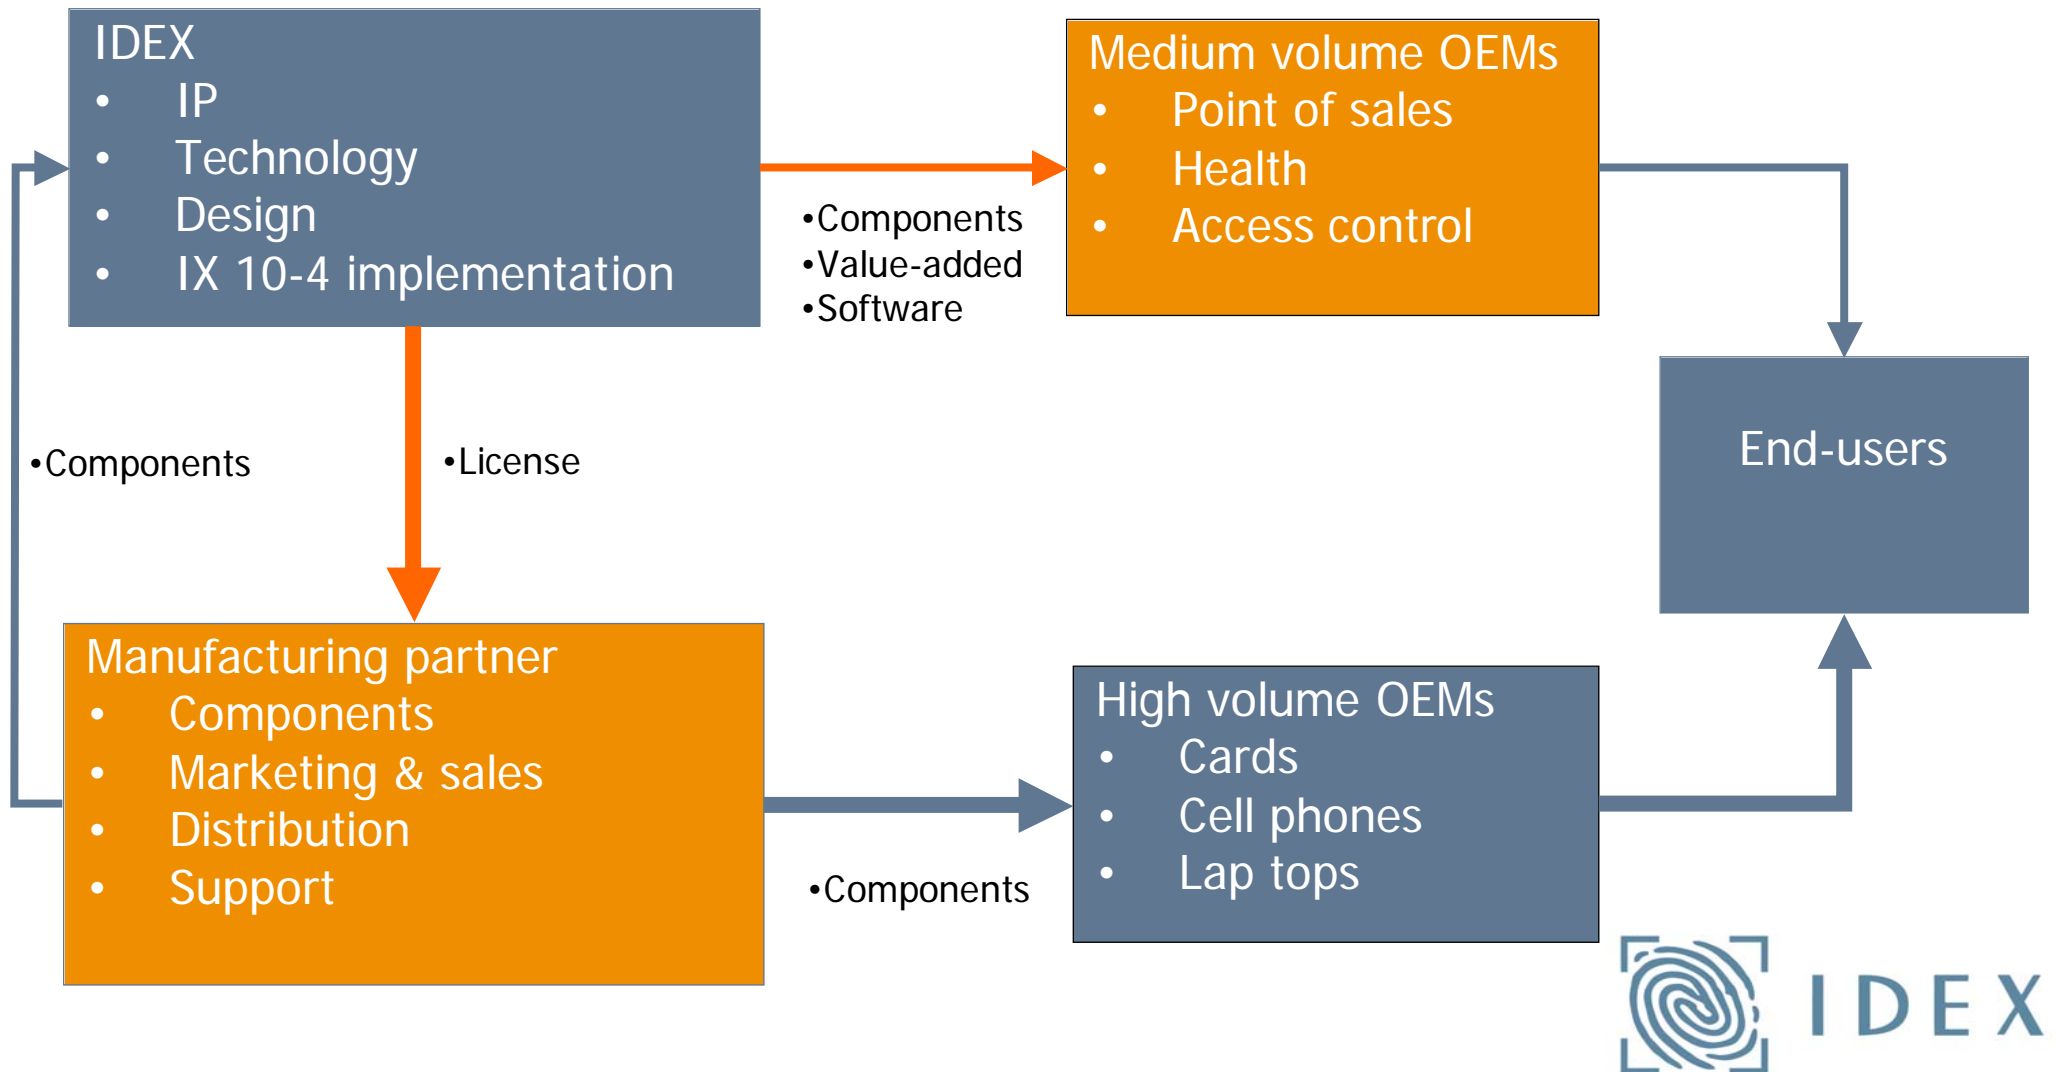 IDEX
• IP
• Technology
• Design
• IX 10-4 implementation
Medium volume OEMs
• Point of sales
• Health
• Access control
•Components
•Value-added
•Software
End-users
•Components
•License
Manufacturing partner
• Components
• Marketing & sales
• Distribution
• Support
•Components
High volume OEMs
• Cards
• Cell phones
• Lap tops
IDEX